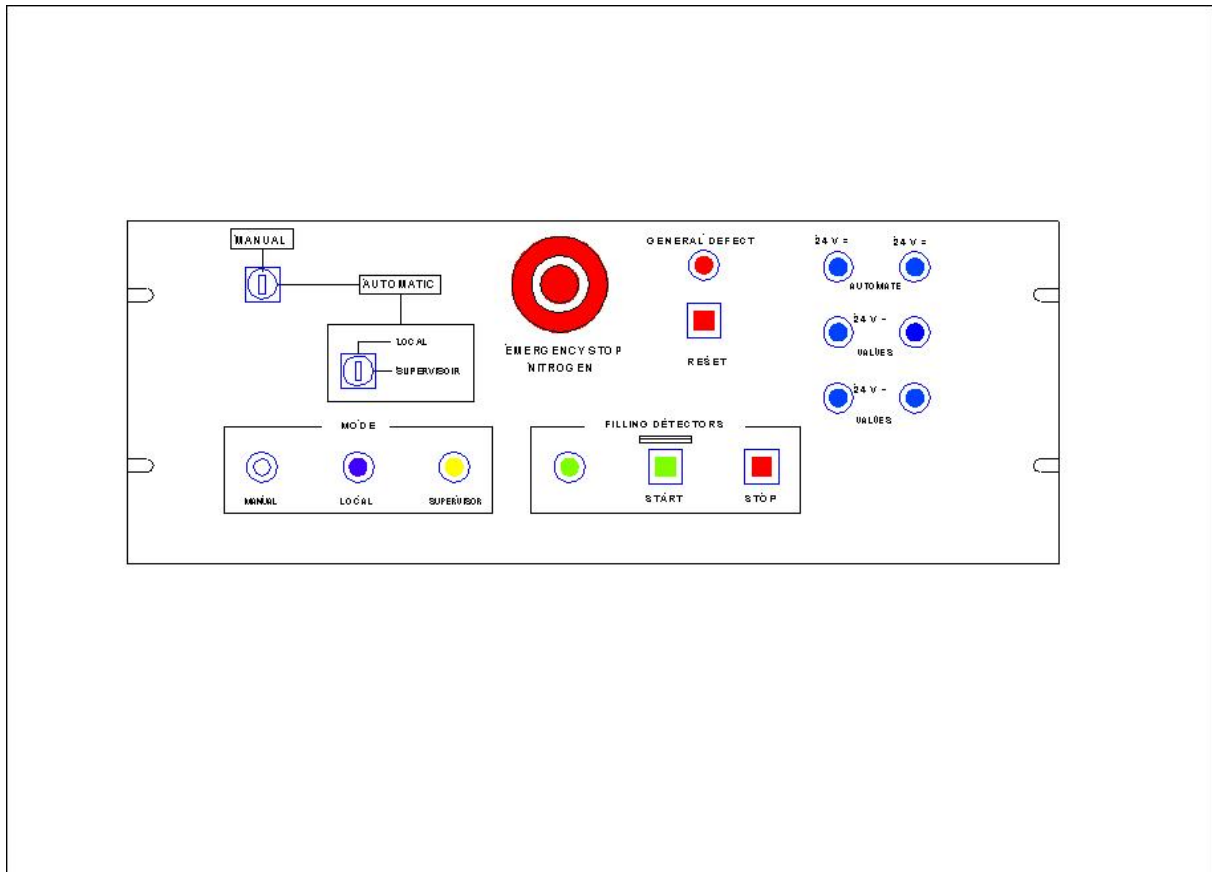 MANUAL
AUTOMATIC
LOCAL
SUPERVISOIR
EMERGENCY STOP
NITROGEN
GENERAL DEFECT
RESET
24 V = 24 V =
AUTOMATE
24 V ~
VALUES
24 V ~
VALUES
MODE
MANUAL LOCAL SUPERVISOR
FILLING DETECTORS
START STOP